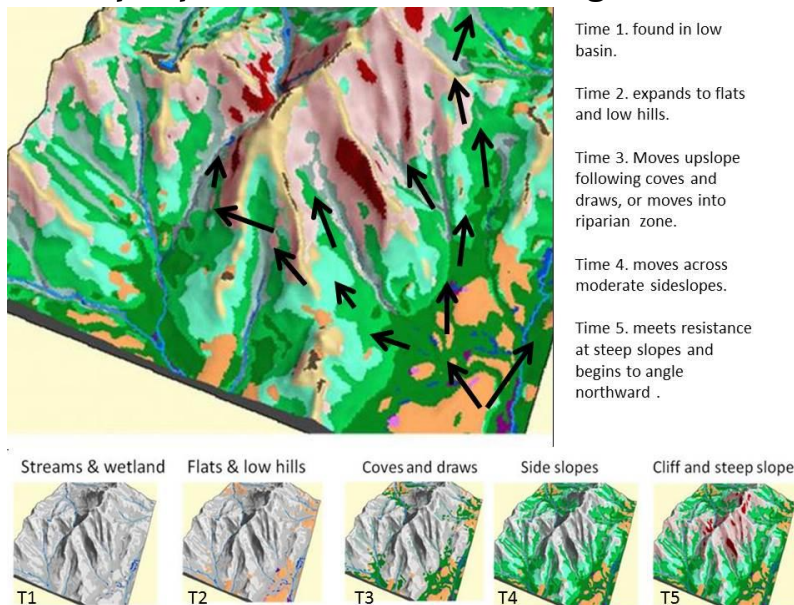 Time 1. found in low
basin.
Time 2. expands to flats
and low hills.
Time 3. Moves upslope
following coves and
draws, or moves into
riparian zone.
Time 4. moves across
moderate sideslopes.
Time 5. meets resistance
at steep slopes and
begins to angle
northward .
Streams & wetland
Flats & low hills
Coves and draws
Side slopes
Cliff and steep slope
T1
T2
T3
T4
T5